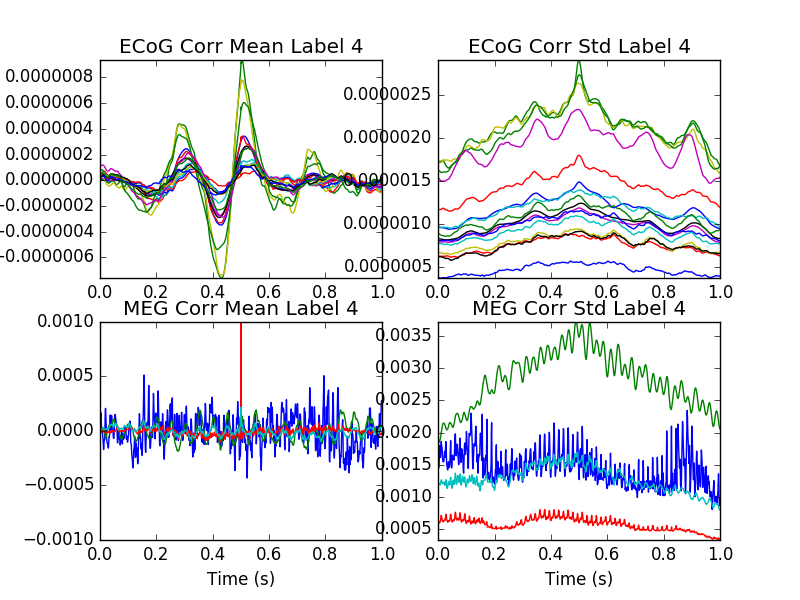 ECoG Corr Mean Label 4
0.0000008
0.0000006
0.0000004
0.0000002
0.0000000
0.0000002
0.0000004
0.0000006
0.0 0.2 0.4 0.6 0.8 1.0
ECoG Corr Std Label 4
0.0000025
0.0000020
0.0000015
0.0000010
0.0000005
0.0 0.2 0.4 0.6 0.8 1.0
MEG Corr Mean Label 4
0.0010
0.0005
0.0000
−0.0005
−0.0010
0.0 0.2 0.4 0.6 0.8 1.0
Time (s)
MEG Corr Std Label 4
0.0035
0.0030
0.0025
0.0020
0.0015
0.0010
0.0005
0.0 0.2 0.4 0.6 0.8 1.0
Time (s)